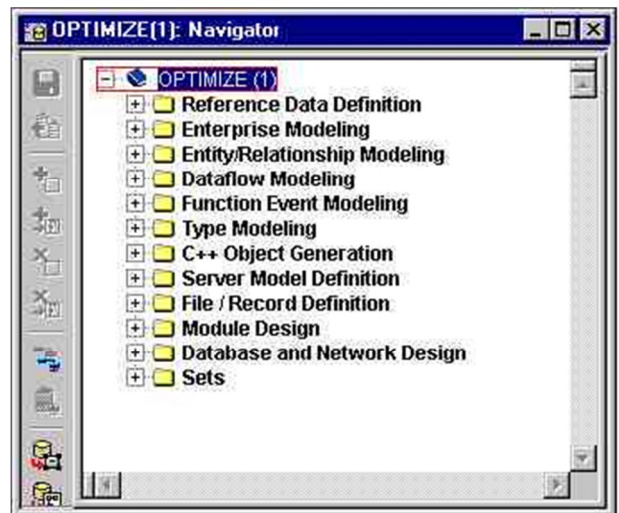 OPTIMIZE(1): Navigator
OPTIMIZE (1)
Reference Data Definition
Enterprise Modeling
Entity/Relationship Modeling
Dataflow Modeling
Function Event Modeling
Type Modeling
C++ Object Generation
Server Model Definition
File / Record Definition
Module Design
Database and Network Design
Sets